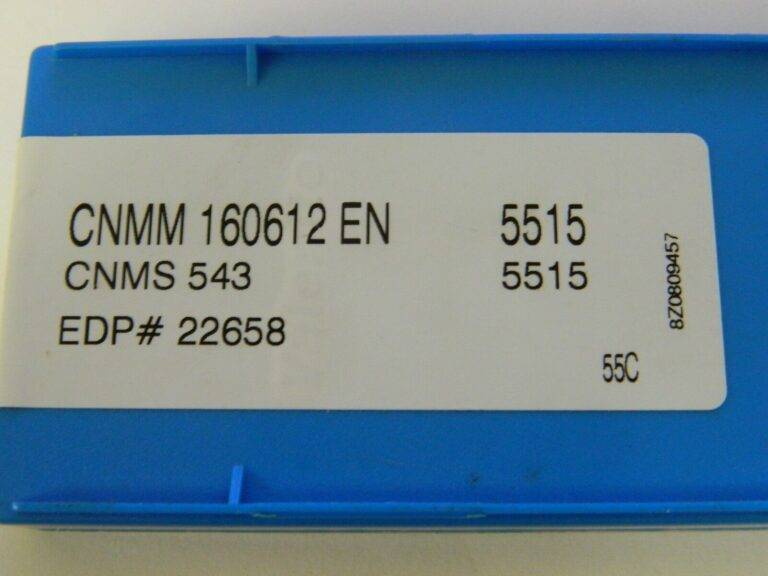 CNMM 160612 EN 5515
CNMS 543 5515
EDP# 22658
55C
8Z0809457